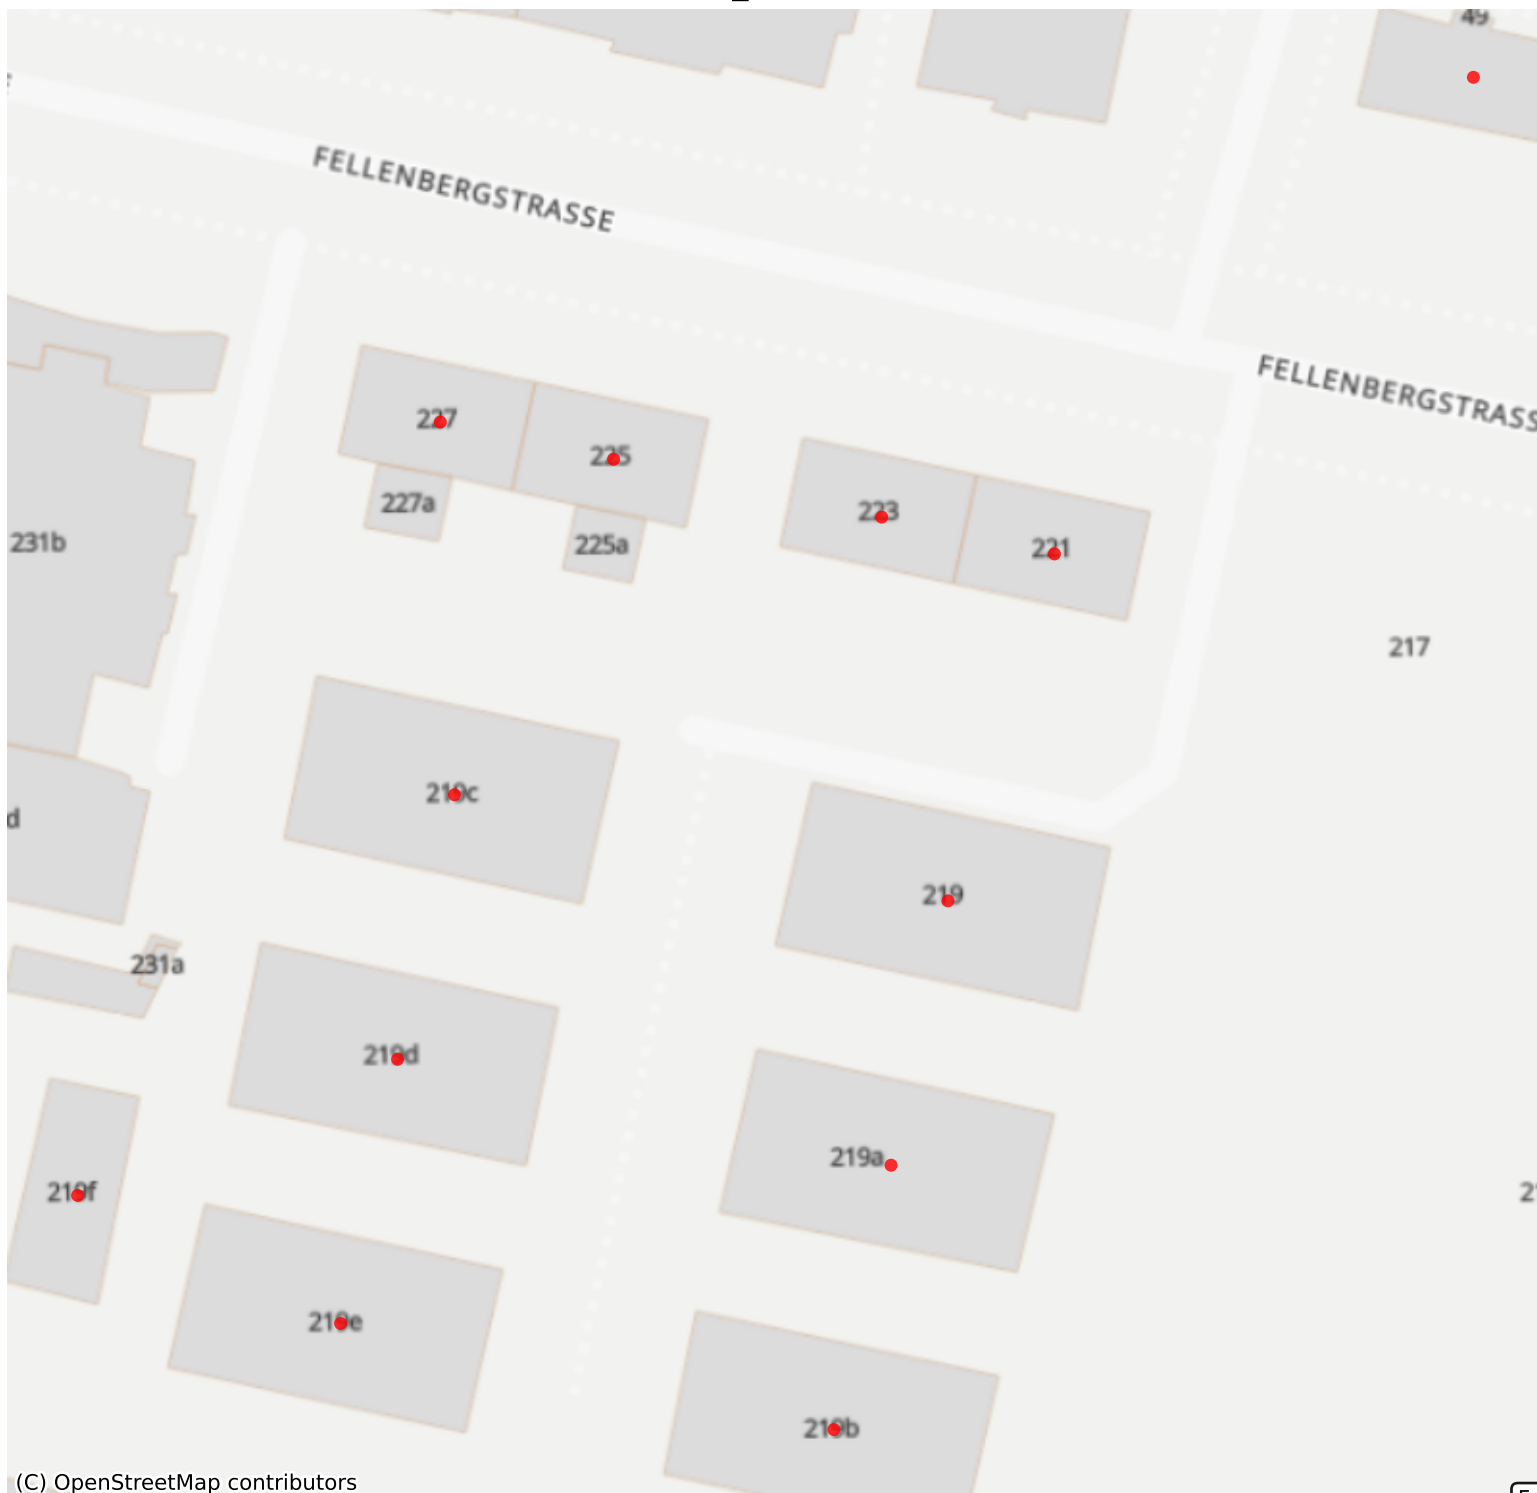 49
FELLENBERGSTRASSE
FELLENBERGSTRASS
227
225
227a
225a
223
221
231b
217
219c
219
d
231a
219d
219a
219f
219e
219b
(C) OpenStreetMap contributors